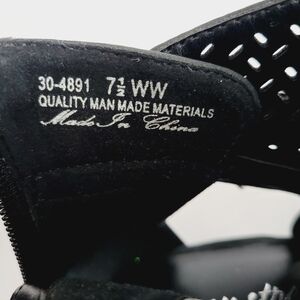 30-4891 7½ WW
QUALITY MAN MADE MATERIALS
Made In China